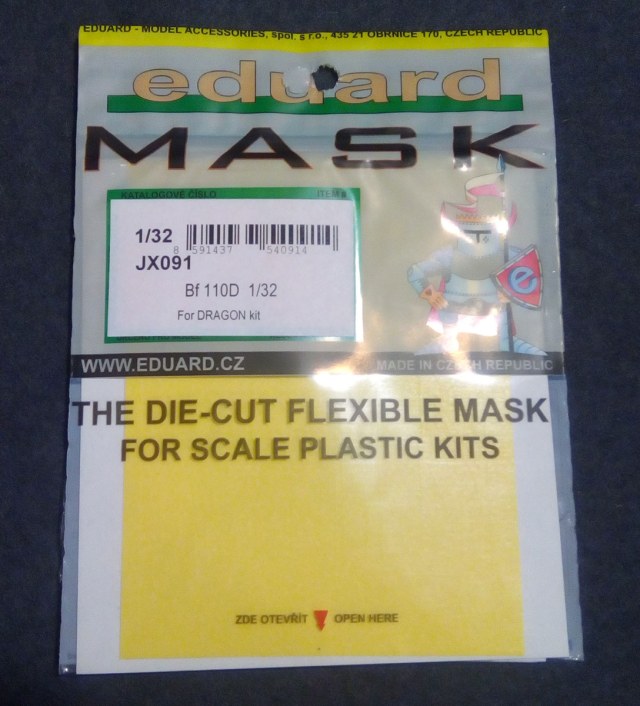 EDUARD - MODEL ACCESSORIES, spol. s r.o., 435 21 OBRNICE 170, CZECH REPUBLIC
eduard
MASK
KATALOGOVÉ ČÍSLO ITEM #
1/32
8 591437 540914
JX091
Bf 110D 1/32
For DRAGON kit
e
WWW.EDUARD.CZ MADE IN CZECH REPUBLIC
THE DIE-CUT FLEXIBLE MASK
FOR SCALE PLASTIC KITS
ZDE OTEVŘÍT OPEN HERE